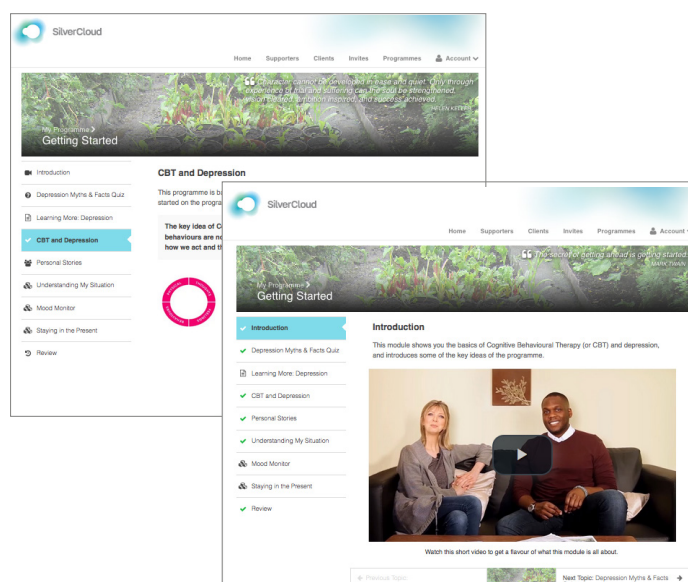 SilverCloud
Home Supporters Clients Invites Programmes Account
Character cannot be developed in ease and quiet. Only through
experience of trial and suffering can the soul be strengthened,
ambition inspired, and success achieved.
HELEN KELLER
My Programme
Getting Started
Introduction
Depression Myths & Facts Quiz
Learning More: Depression
CBT and Depression
Personal Stories
Understanding My Situation
Mood Monitor
Staying in the Present
Review
CBT and Depression
This programme is ba
started on the progra
The key idea of C
behaviours are no
how we act and th
SilverCloud
Home Supporters Clients Invites Programmes Account
The secret of getting ahead is getting started.
MARK TWAIN
My Programme
Getting Started
Introduction
Depression Myths & Facts Quiz
Learning More: Depression
CBT and Depression
Personal Stories
Understanding My Situation
Mood Monitor
Staying in the Present
Review
Introduction
This module shows you the basics of Cognitive Behavioural Therapy (or CBT) and depression,
and introduces some of the key ideas of the programme.
Watch this short video to get a flavour of what this module is all about.
Previous Topic
Next Topic: Depression Myths & Facts